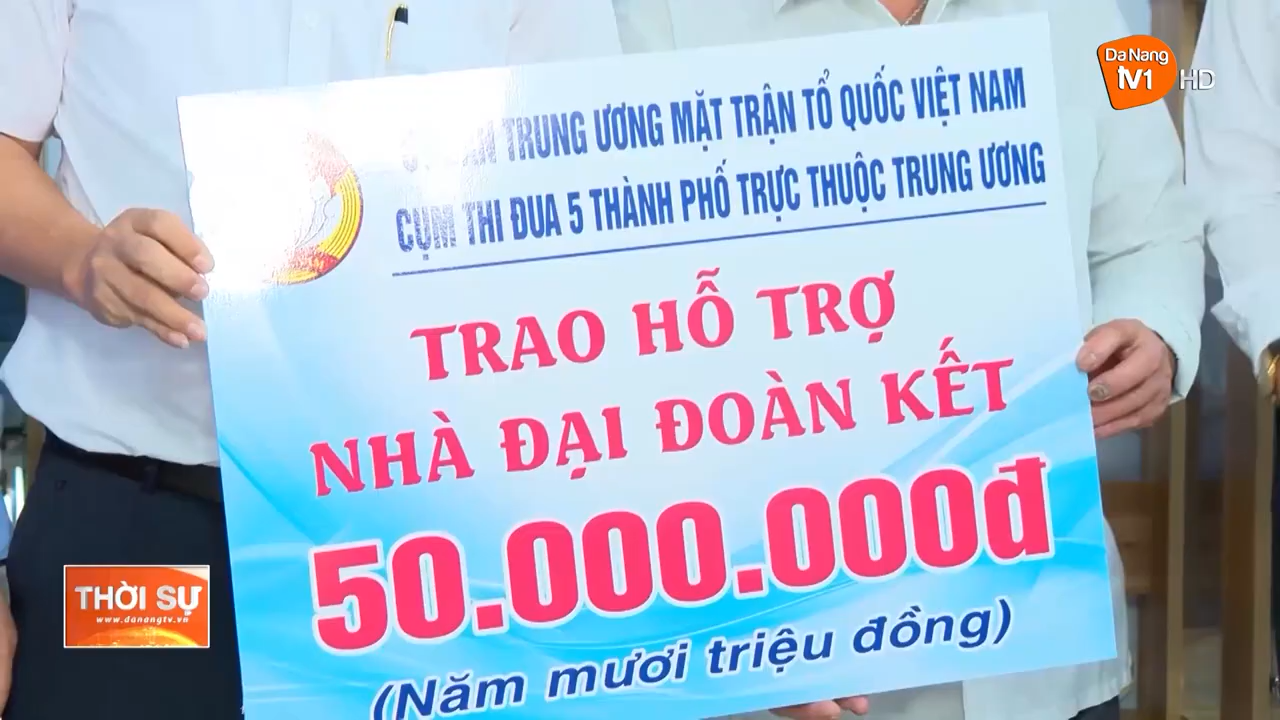 DaNang
TV1 HD
TRUNG ƯƠNG MẶT TRẬN TỔ QUỐC VIỆT NAM
CỤM THI ĐUA 5 THÀNH PHỐ TRỰC THUỘC TRUNG ƯƠNG
TRAO HỖ TRỢ
NHÀ ĐẠI ĐOÀN KẾT
50.000.000đ
(Năm mươi triệu đồng)
THỜI SỰ
www.danangtv.vn